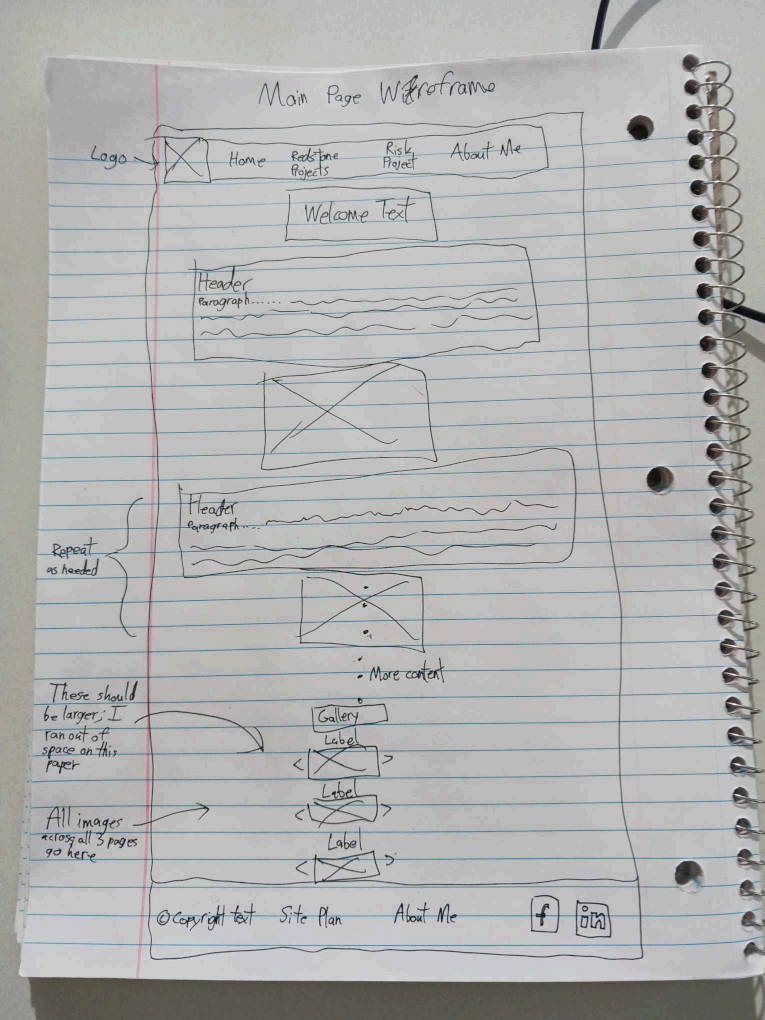 Main Page Wireframe
Logo
Home
Redstone
Projects
Risk
Project
About Me
Welcome Text
Header
Paragraph......
Header
Paragraph.....
Repeat
as needed
More content
These should
be larger; I
ran out of
space on this
paper
Gallery
Label
< >
Label
< >
All images
across all 3 pages
go here
Label
< >
©Copyright text Site Plan About Me f in